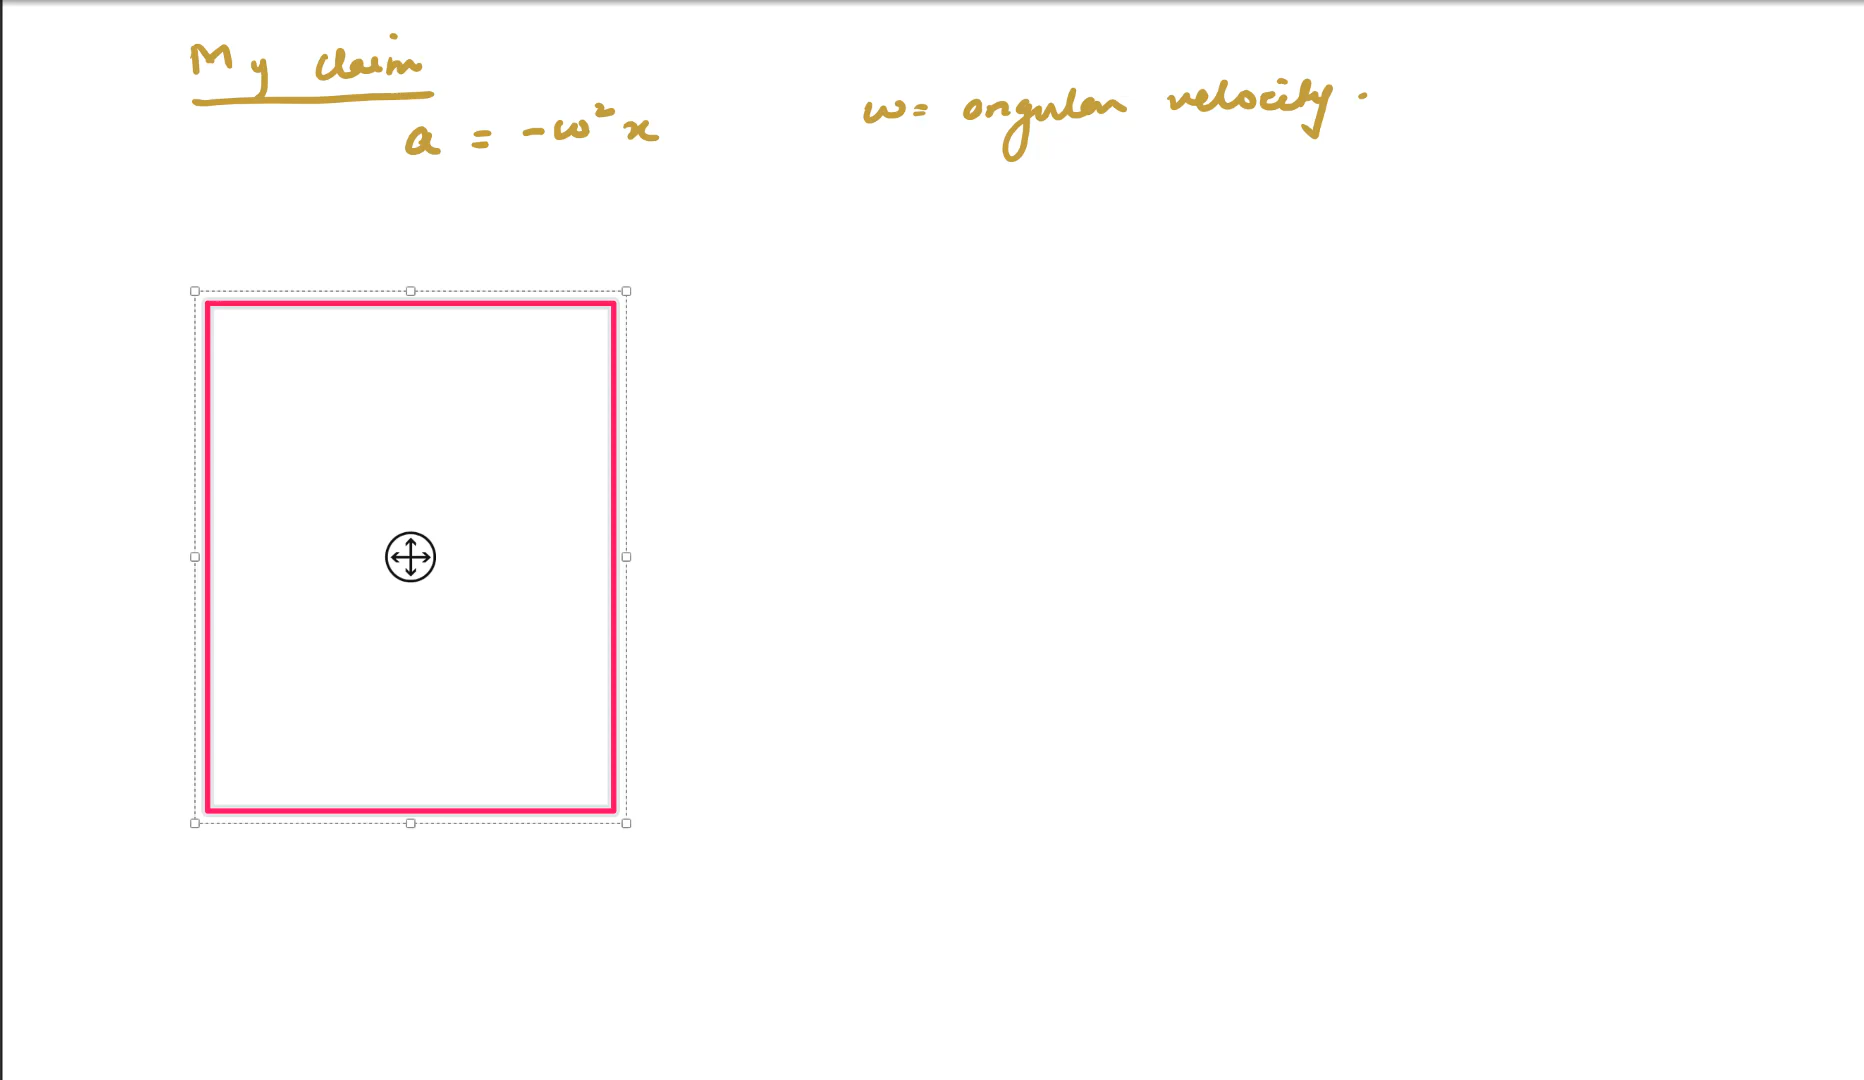 My claim
a = -ω²x
ω = angular velocity.